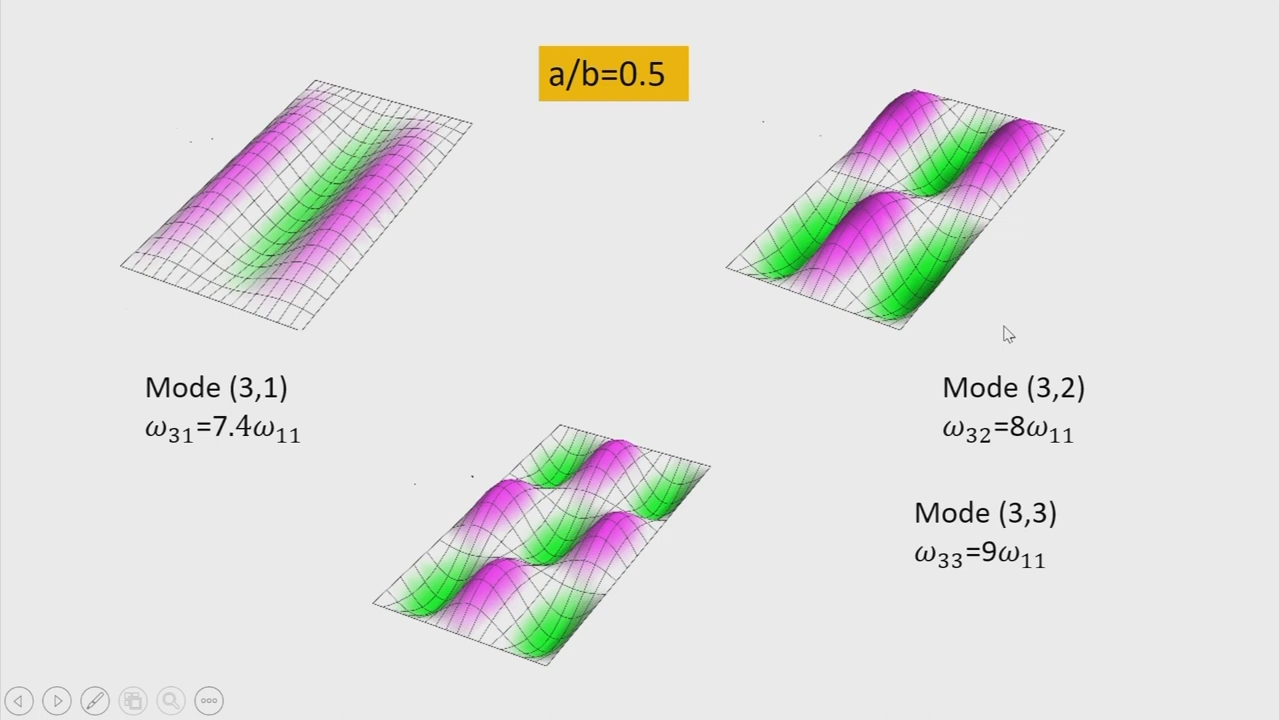 a/b=0.5
Mode (3,1)
𝜔₃₁=7.4𝜔₁₁
Mode (3,2)
𝜔₃₂=8𝜔₁₁
Mode (3,3)
𝜔₃₃=9𝜔₁₁